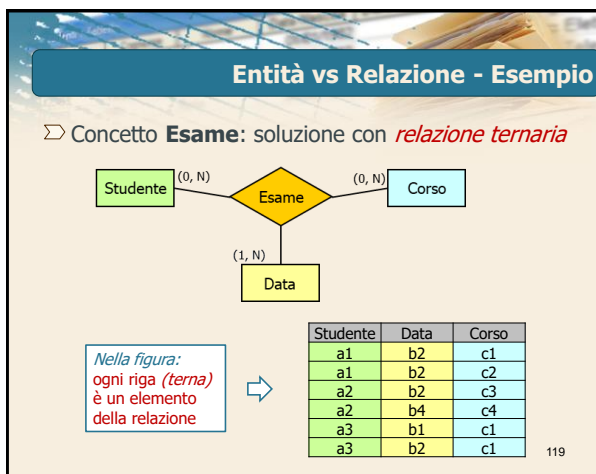 Entità vs Relazione - Esempio
Concetto Esame: soluzione con relazione ternaria
Studente (0, N) Esame (0, N) Corso
(1, N)
Data
Nella figura:
ogni riga (terna)
è un elemento
della relazione
Studente Data Corso
a1 b2 c1
a1 b2 c2
a2 b2 c3
a2 b4 c4
a3 b1 c1
a3 b2 c1
119